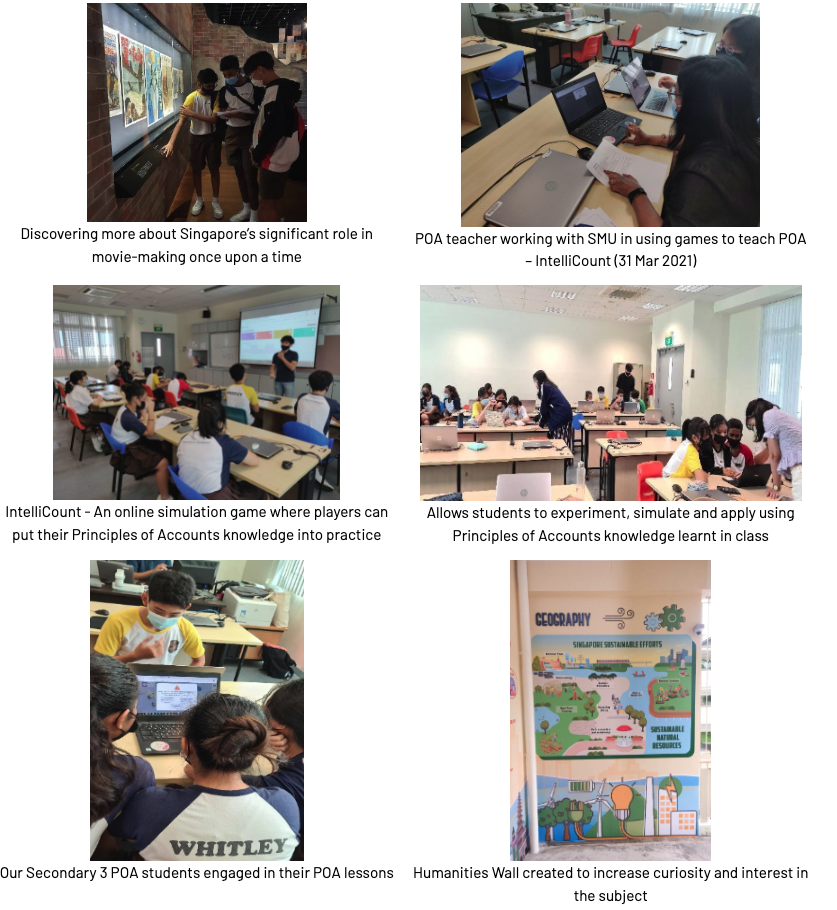 Discovering more about Singapore's significant role in
movie-making once upon a time
POA teacher working with SMU in using games to teach POA
– IntelliCount (31 Mar 2021)
IntelliCount - An online simulation game where players can
put their Principles of Accounts knowledge into practice
Allows students to experiment, simulate and apply using
Principles of Accounts knowledge learnt in class
WHITLEY
Our Secondary 3 POA students engaged in their POA lessons
GEOGRAPHY
SINGAPORE SUSTAINABLE EFFORTS
SUSTAINABLE
NATURAL
RESOURCES
Humanities Wall created to increase curiosity and interest in
the subject